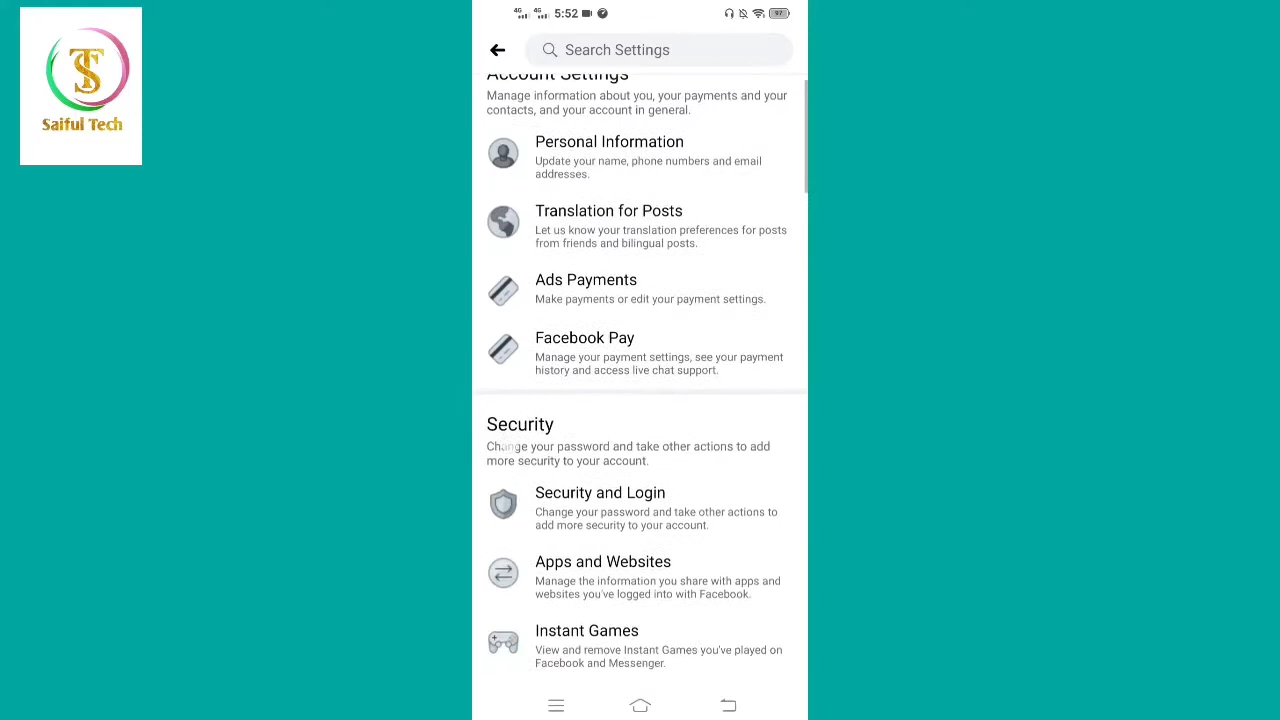 4G 4G 5:52 97
Search Settings
Account Settings
Manage information about you, your payments and your
contacts, and your account in general.
Personal Information
Update your name, phone numbers and email
addresses.
Translation for Posts
Let us know your translation preferences for posts
from friends and bilingual posts.
Ads Payments
Make payments or edit your payment settings.
Facebook Pay
Manage your payment settings, see your payment
history and access live chat support.
Security
Change your password and take other actions to add
more security to your account.
Security and Login
Change your password and take other actions to
add more security to your account.
Apps and Websites
Manage the information you share with apps and
websites you've logged into with Facebook.
Instant Games
View and remove Instant Games you've played on
Facebook and Messenger.
TS
Saiful Tech